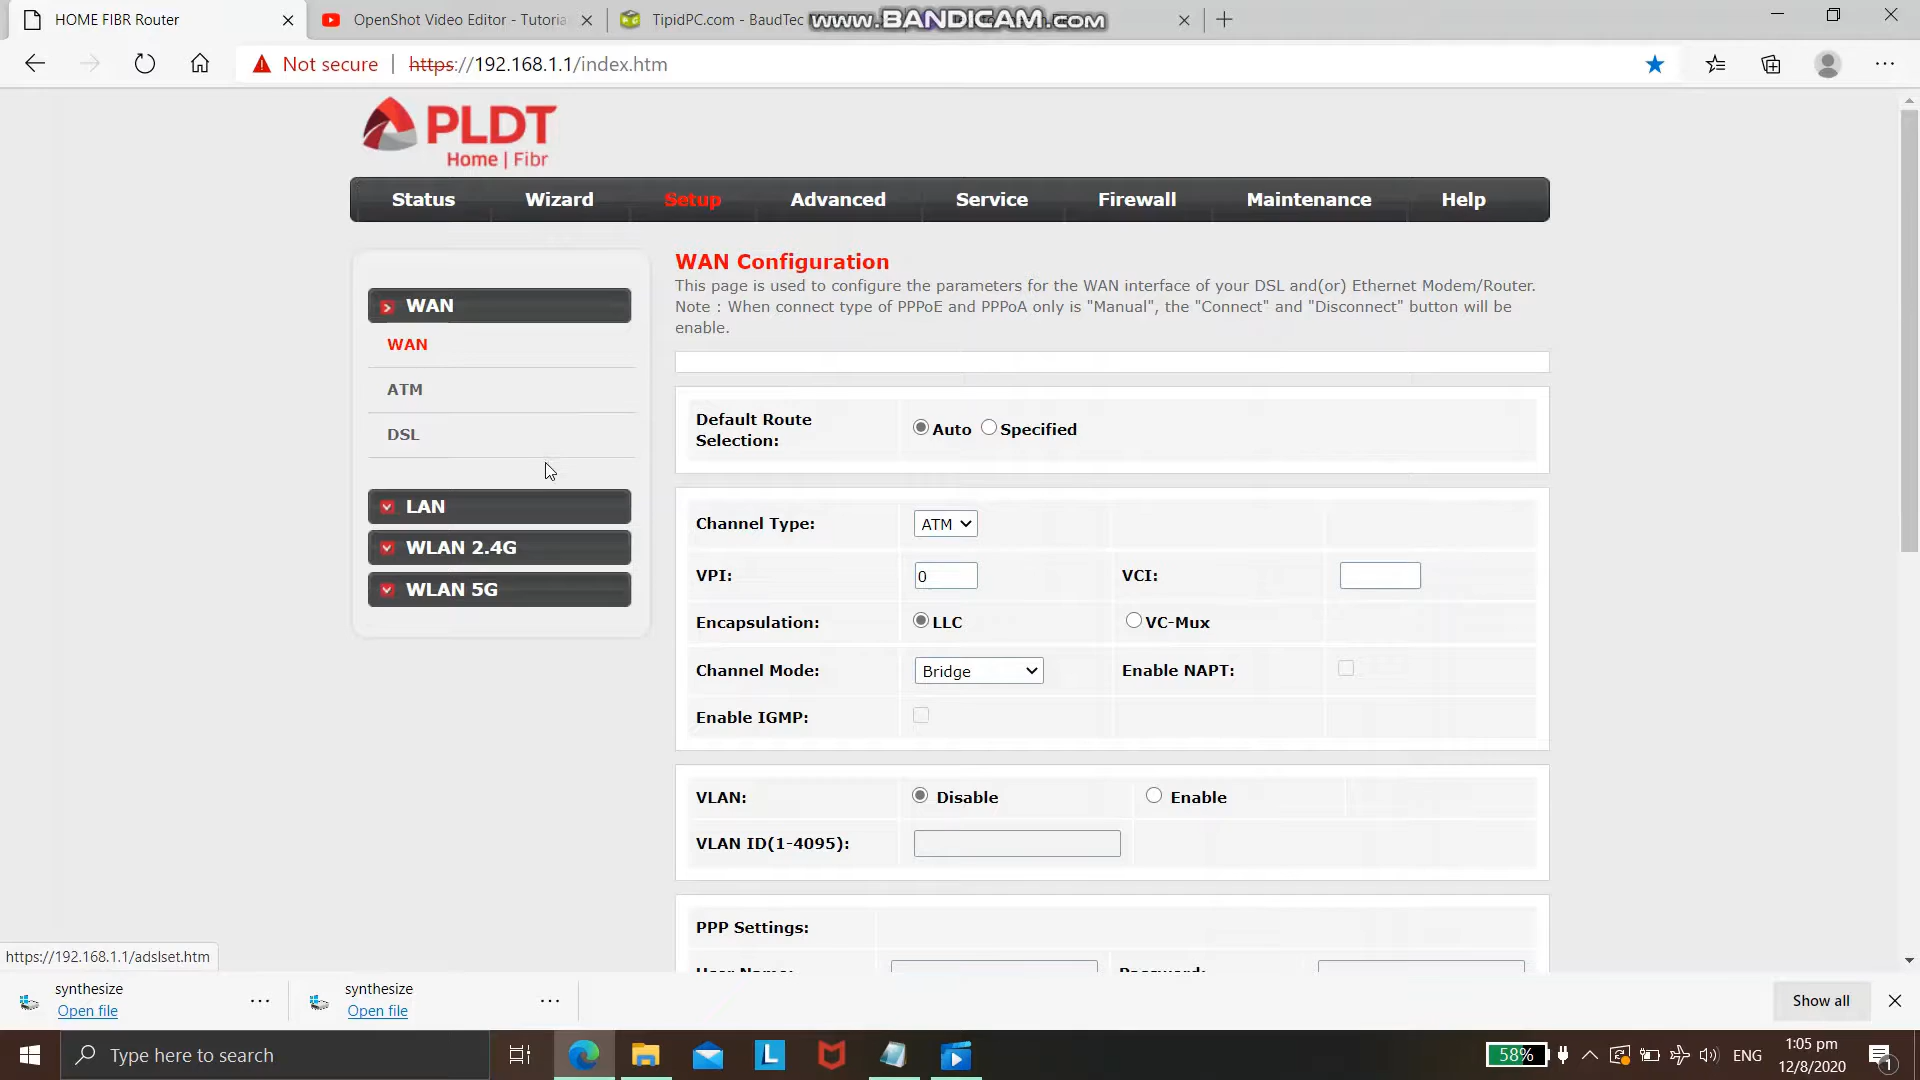 HOME FIBR Router
OpenShot Video Editor - Tutoria
TipidPC.com - BaudTec
www.BANDICAM.com
Not secure
https://192.168.1.1/index.htm
PLDT
Home | Fibr
Status
Wizard
Setup
Advanced
Service
Firewall
Maintenance
Help
WAN
WAN
ATM
DSL
LAN
WLAN 2.4G
WLAN 5G
WAN Configuration
This page is used to configure the parameters for the WAN interface of your DSL and(or) Ethernet Modem/Router.
Note : When connect type of PPPoE and PPPoA only is "Manual", the "Connect" and "Disconnect" button will be
enable.
Default Route
Selection:
Auto
Specified
Channel Type:
ATM
VPI:
0
VCI:
Encapsulation:
LLC
VC-Mux
Channel Mode:
Bridge
Enable NAPT:
Enable IGMP:
VLAN:
Disable
Enable
VLAN ID(1-4095):
PPP Settings:
User Name:
Password:
https://192.168.1.1/adslset.htm
synthesize
Open file
synthesize
Open file
Show all
Type here to search
L
58%
ENG
1:05 pm
12/8/2020
1